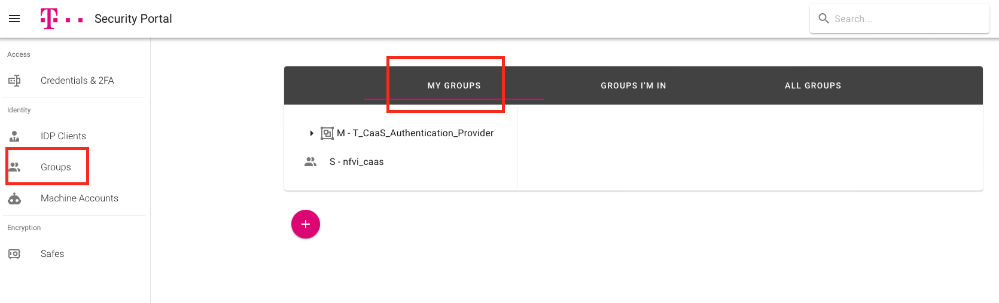 Security Portal
Search...
Access
Credentials & 2FA
Identity
IDP Clients
Groups
Machine Accounts
Encryption
Safes
MY GROUPS
GROUPS I'M IN
ALL GROUPS
M - T_CaaS_Authentication_Provider
S - nfvi_caas